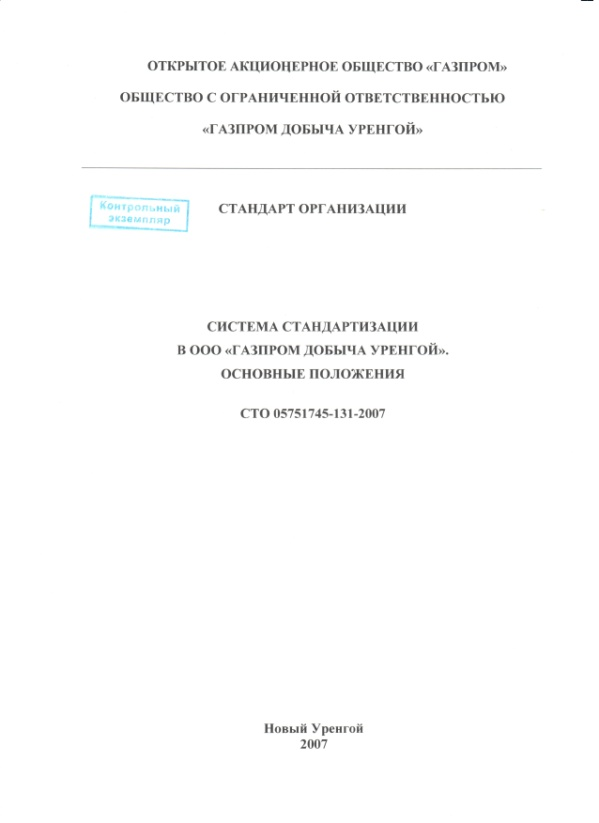 ОТКРЫТОЕ АКЦИОНЕРНОЕ ОБЩЕСТВО «ГАЗПРОМ»
ОБЩЕСТВО С ОГРАНИЧЕННОЙ ОТВЕТСТВЕННОСТЬЮ
«ГАЗПРОМ ДОБЫЧА УРЕНГОЙ»
Контрольный
экземпляр
СТАНДАРТ ОРГАНИЗАЦИИ
СИСТЕМА СТАНДАРТИЗАЦИИ
В ООО «ГАЗПРОМ ДОБЫЧА УРЕНГОЙ».
ОСНОВНЫЕ ПОЛОЖЕНИЯ
СТО 05751745-131-2007
Новый Уренгой
2007